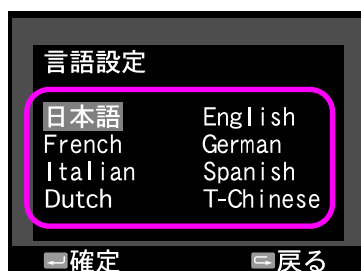 言語設定
日本語 English
French German
Italian Spanish
Dutch T-Chinese
確定 戻る